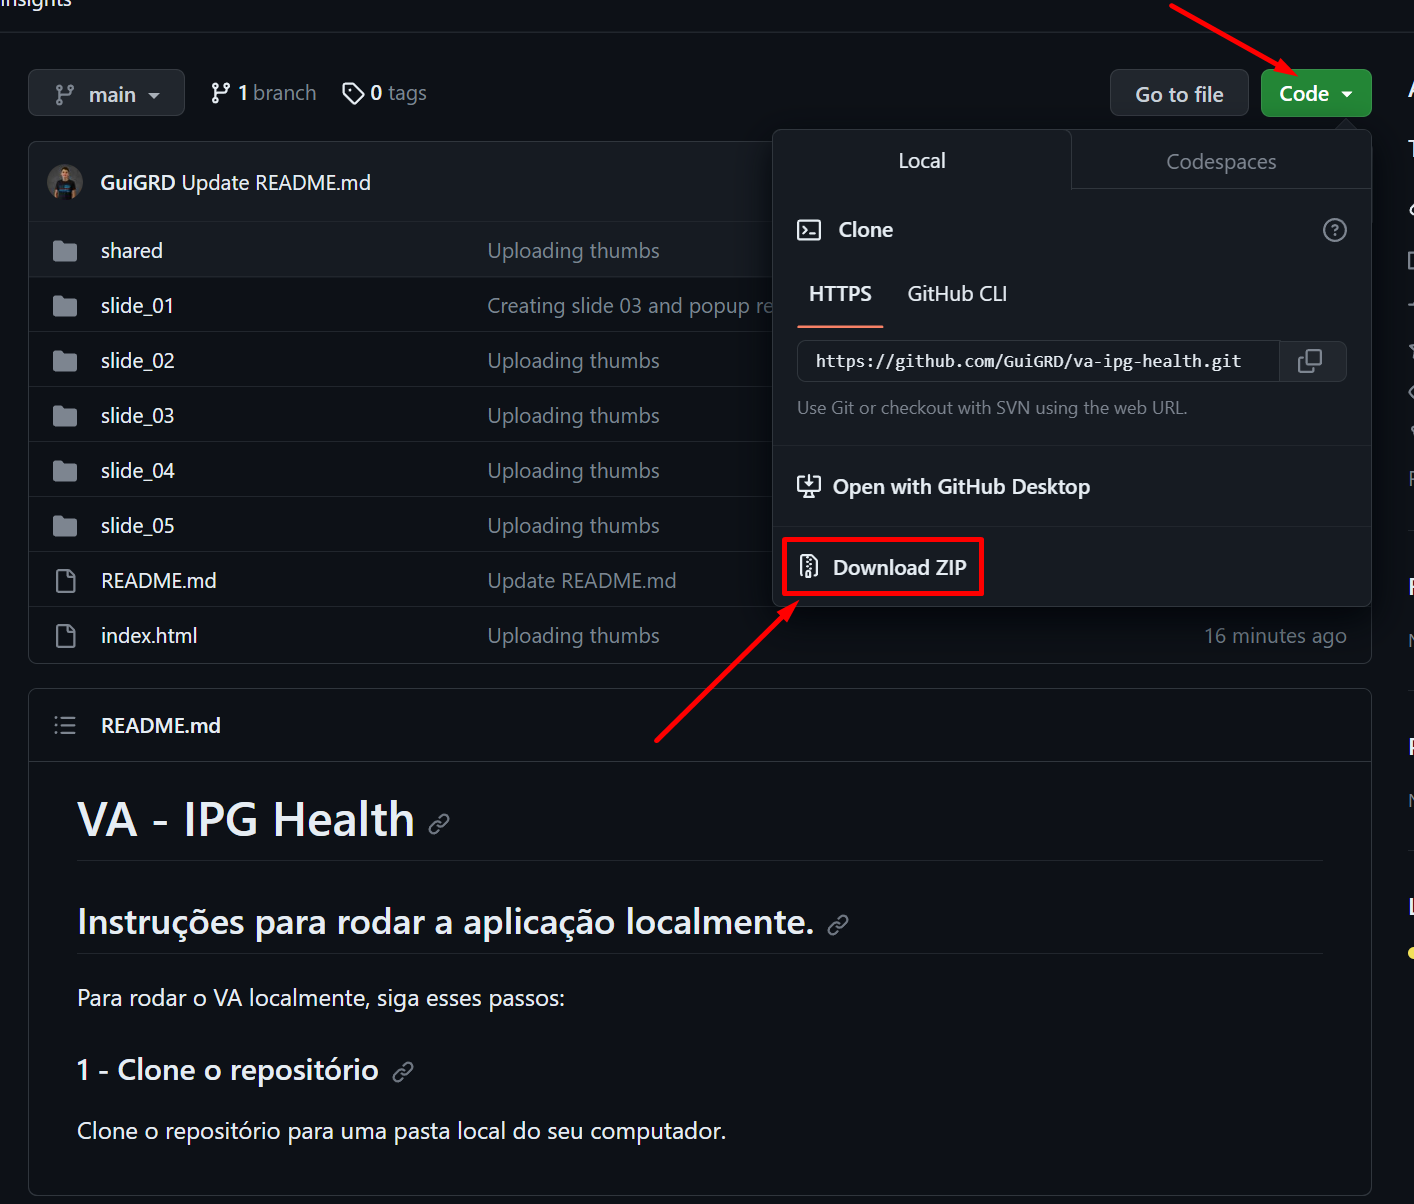 insights
main 1 branch 0 tags Go to file Code
Local Codespaces
GuiGRD Update README.md
Clone
shared Uploading thumbs
HTTPS GitHub CLI
slide_01 Creating slide 03 and popup re
slide_02 Uploading thumbs
https://github.com/GuiGRD/va-ipg-health.git
slide_03 Uploading thumbs
Use Git or checkout with SVN using the web URL.
slide_04 Uploading thumbs
Open with GitHub Desktop
slide_05 Uploading thumbs
Download ZIP
README.md Update README.md
index.html Uploading thumbs 16 minutes ago
README.md
VA - IPG Health
Instruções para rodar a aplicação localmente.
Para rodar o VA localmente, siga esses passos:
1 - Clone o repositório
Clone o repositório para uma pasta local do seu computador.